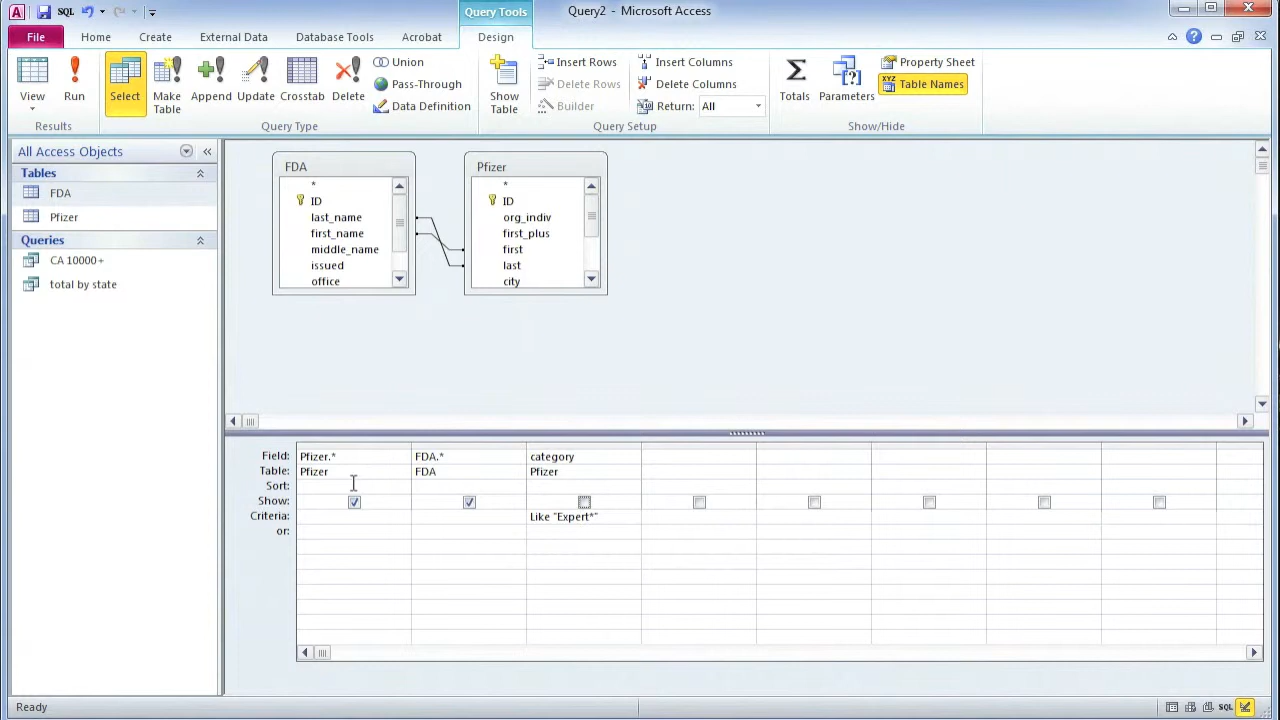 SQL
Query Tools
Query2 - Microsoft Access
File
Home
Create
External Data
Database Tools
Acrobat
Design
View
Run
Results
Select
Make
Table
Append
Update
Crosstab
Delete
Union
Pass-Through
Data Definition
Query Type
Show
Table
Insert Rows
Delete Rows
Builder
Insert Columns
Delete Columns
Return: All
Query Setup
Totals
Parameters
Property Sheet
Table Names
Show/Hide
All Access Objects
Tables
FDA
Pfizer
Queries
CA 10000+
total by state
FDA
*
ID
last_name
first_name
middle_name
issued
office
Pfizer
*
ID
org_indiv
first_plus
first
last
city
Field: Pfizer.* FDA.* category
Table: Pfizer FDA Pfizer
Sort:
Show:
Criteria: Like "Expert*"
or:
Ready
SQL